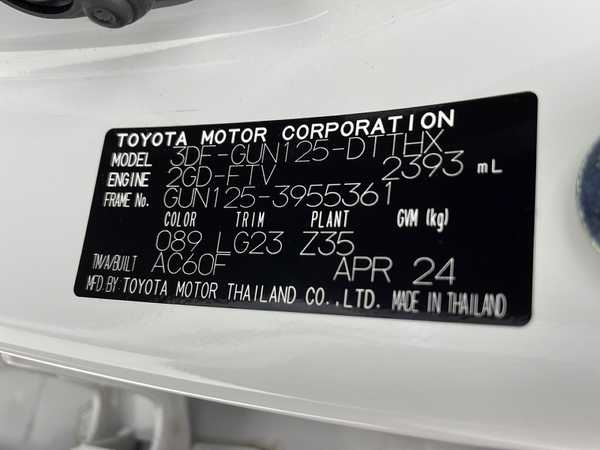 TOYOTA MOTOR CORPORATION
MODEL 3DF-GUN125-DTTHX
ENGINE 2GD-FTV 2393 mL
FRAME No. GUN125-3955361
COLOR TRIM PLANT GVM (kg)
089 LG23 Z35
TM/A/BUILT AC60F APR 24
MFD BY TOYOTA MOTOR THAILAND CO.,LTD. MADE IN THAILAND